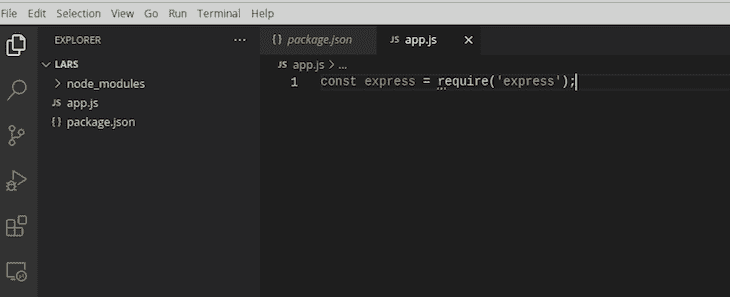 File Edit Selection View Go Run Terminal Help
EXPLORER ...
LARS
node_modules
JS app.js
{} package.json
{} package.json JS app.js
JS app.js > ...
1 const express = require('express');